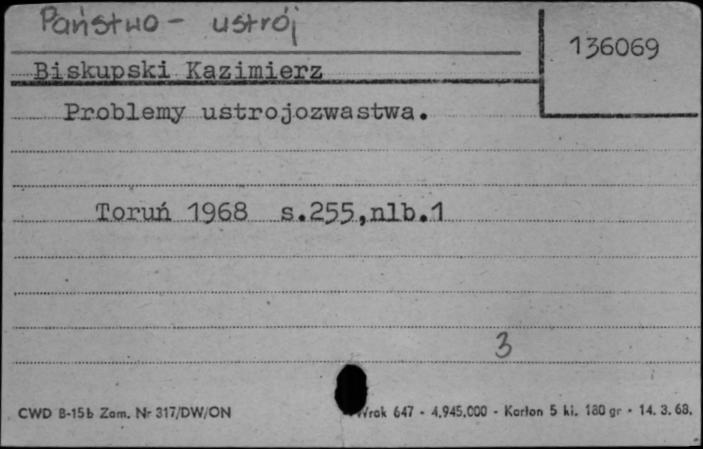 Państwo - ustrój
136069
Biskupski Kazimierz
Problemy ustrojozwastwa.
Toruń 1968 s.255,nlb.1
3
CWD B-15b Zam. Nr 317/DW/ON
Wrak 647 - 4.945.000 - Karton 5 kl. 180 gr - 14. 3. 68.